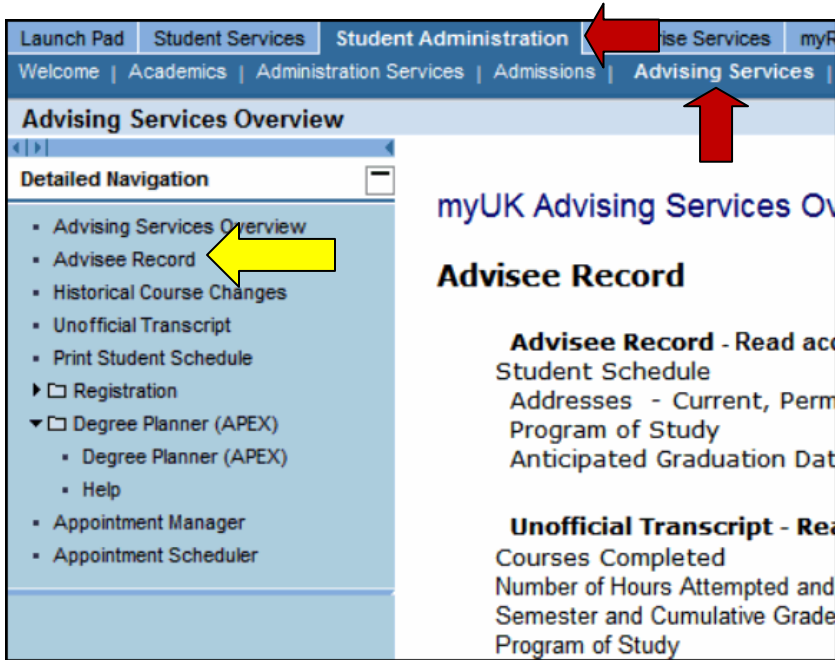 Launch Pad Student Services Student Administration rise Services myR
Welcome | Academics | Administration Services | Admissions | Advising Services |
Advising Services Overview
Detailed Navigation
Advising Services Overview
Advisee Record
Historical Course Changes
Unofficial Transcript
Print Student Schedule
Registration
Degree Planner (APEX)
Degree Planner (APEX)
Help
Appointment Manager
Appointment Scheduler
myUK Advising Services Ov
Advisee Record
Advisee Record - Read acc
Student Schedule
Addresses - Current, Perm
Program of Study
Anticipated Graduation Dat
Unofficial Transcript - Rea
Courses Completed
Number of Hours Attempted and
Semester and Cumulative Grade
Program of Study